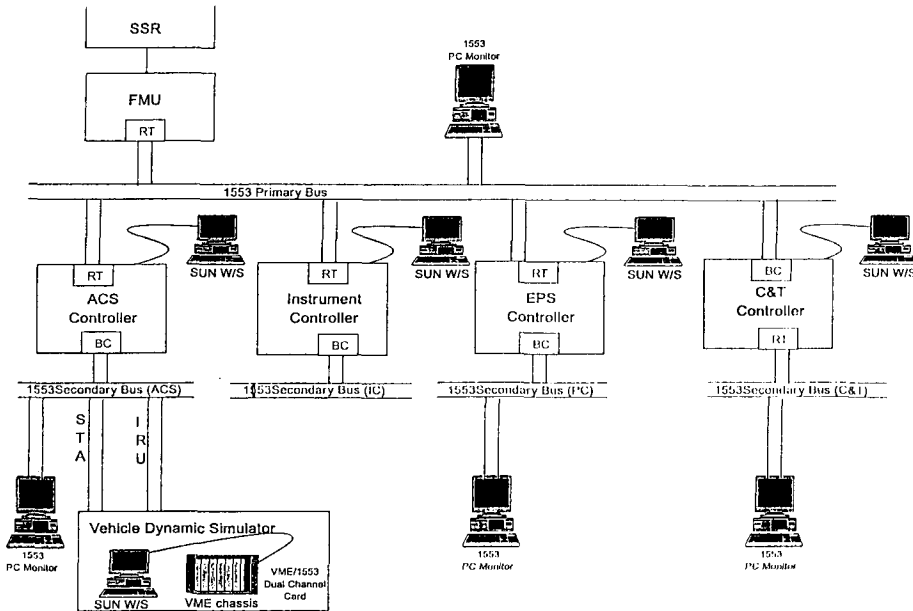 SSR
FMU
RT
1553
PC Monitor
1553 Primary Bus
SUN W/S
SUN W/S
SUN W/S
SUN W/S
RT
ACS
Controller
BC
RT
Instrument
Controller
BC
RT
EPS
Controller
BC
BC
C&T
Controller
RT
1553Secondary Bus (ACS)
1553Secondary Bus (IC)
1553Secondary Bus (PC)
1553Secondary Bus (C&T)
STA
IRU
1553
PC Monitor
Vehicle Dynamic Simulator
SUN W/S
VME chassis
VME/1553
Dual Channel
Card
1553
PC Monitor
1553
PC Monitor